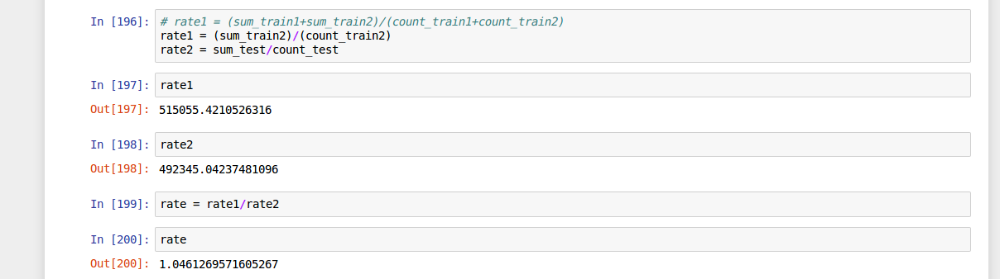 In [196]: # rate1 = (sum_train1+sum_train2)/(count_train1+count_train2)
rate1 = (sum_train2)/(count_train2)
rate2 = sum_test/count_test
In [197]: rate1
Out[197]: 515055.4210526316
In [198]: rate2
Out[198]: 492345.04237481096
In [199]: rate = rate1/rate2
In [200]: rate
Out[200]: 1.0461269571605267